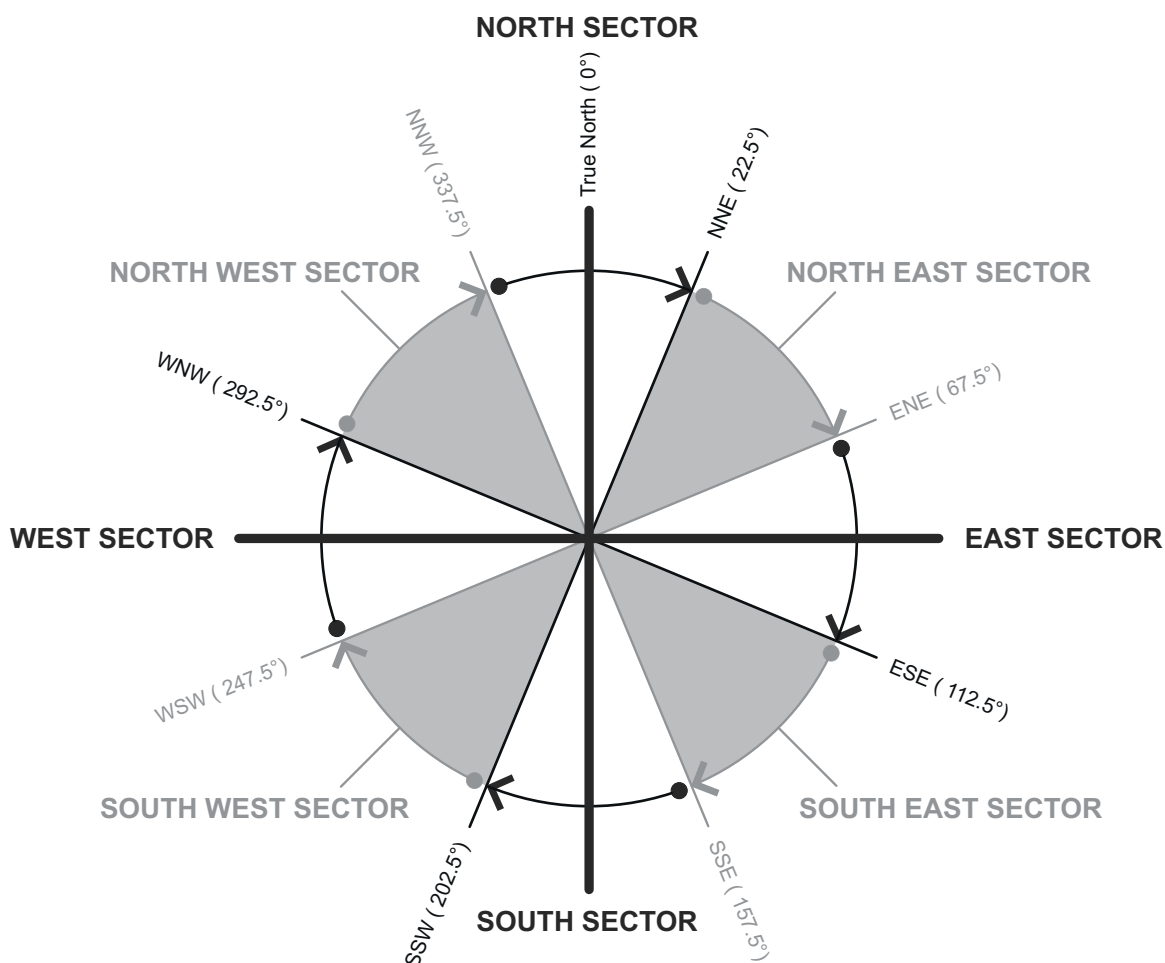 NORTH SECTOR
True North ( 0°)
NNW ( 337.5°)
NNE ( 22.5°)
NORTH WEST SECTOR
NORTH EAST SECTOR
WNW ( 292.5°)
ENE ( 67.5°)
WEST SECTOR
EAST SECTOR
WSW ( 247.5°)
ESE ( 112.5°)
SOUTH WEST SECTOR
SOUTH EAST SECTOR
SSW ( 202.5°)
SSE ( 157.5°)
SOUTH SECTOR